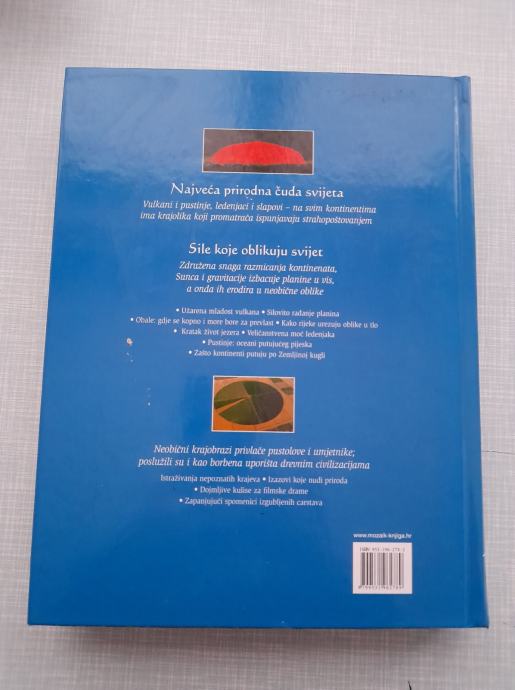 Najveća prirodna čuda svijeta
Vulkani i pustinje, ledenjaci i slapovi – na svim kontinentima
ima krajolika koji promatrača ispunjavaju strahopoštovanjem
Sile koje oblikuju svijet
Združena snaga razmicanja kontinenata,
Sunca i gravitacije izbacuje planine u vis,
a onda ih erodira u neobične oblike
• Užarena mladost vulkana • Silovito rađanje planina
• Obale: gdje se kopno i more bore za prevlast • Kako rijeke urezuju oblike u tlo
• Kratak život jezera • Veličanstvena moć ledenjaka
• Pustinje: oceani putujućeg pijeska
• Zašto kontinenti putuju po Zemljinoj kugli
Neobični krajobrazi privlače pustolove i umjetnike;
poslužili su i kao borbena uporišta drevnim civilizacijama
Istraživanja nepoznatih krajeva • Izazovi koje nudi priroda
• Dojmljive kulise za filmske drame
• Zapanjujući spomenici izgubljenih carstava
www.mozaik-knjiga.hr
ISBN 953-196-